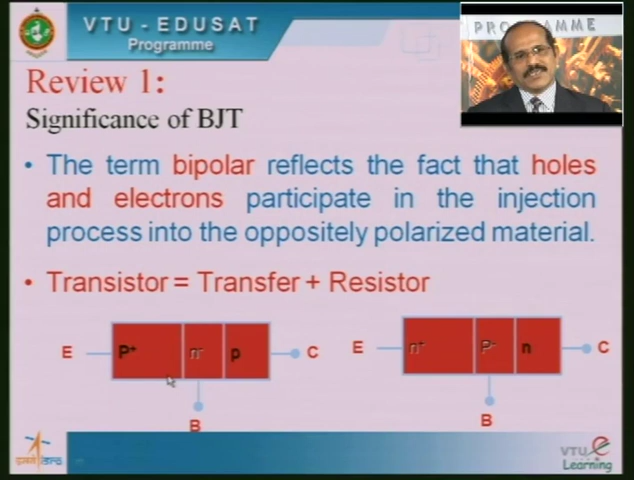 VTU - EDUSAT
Programme
PROGRAMME
Review 1:
Significance of BJT
• The term bipolar reflects the fact that holes
and electrons participate in the injection
process into the oppositely polarized material.
• Transistor = Transfer + Resistor
E P+ n- p C
B
E n+ P- n C
B
VTU e
Learning